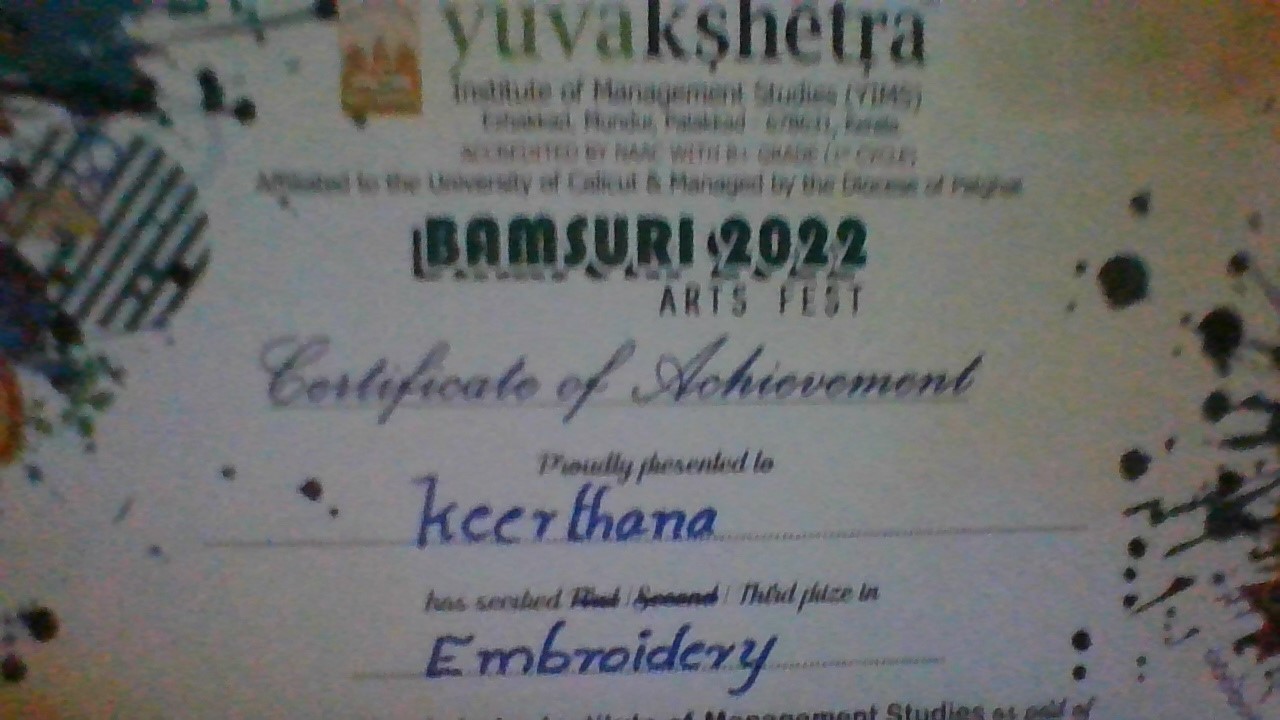 yuvakshetra
Institute of Management Studies (YIMS)
Ezhakkad, Mundur, Palakkad - 678631, Kerala
ACCREDITED BY NAAC WITH B+ GRADE (1st CYCLE)
Affiliated to the University of Calicut & Managed by the Diocese of Palghat
BAMSURI 2022
ARTS FEST
Certificate of Achievement
Proudly presented to
keerthana
has secured First / Second / Third prize in
Embroidery
Institute of Management Studies as part of